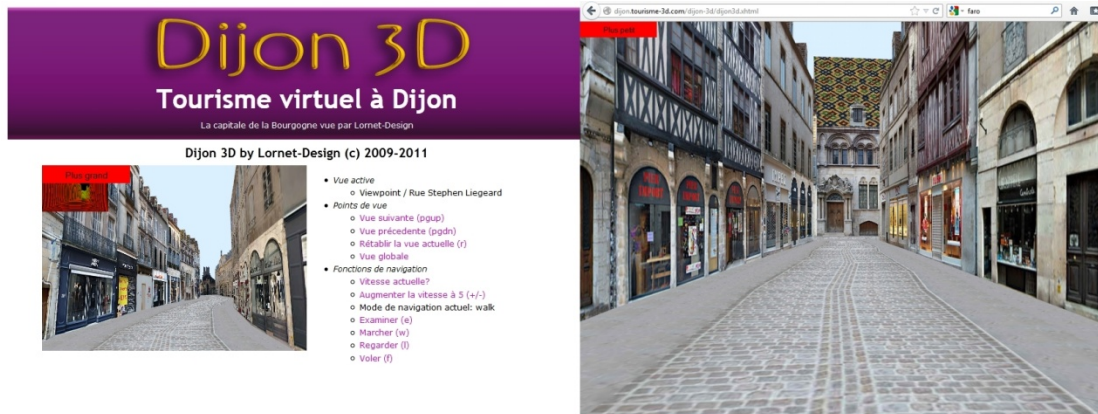 Dijon 3D
Tourisme virtuel à Dijon
La capitale de la Bourgogne vue par Lornet-Design
Dijon 3D by Lornet-Design (c) 2009-2011
Plus grand
Vue active
Viewpoint / Rue Stephen Liegeard
Points de vue
Vue suivante (pgup)
Vue précedente (pgdn)
Rétablir la vue actuelle (r)
Vue globale
Fonctions de navigation
Vitesse actuelle?
Augmenter la vitesse à 5 (+/-)
Mode de navigation actuel: walk
Examiner (e)
Marcher (w)
Regarder (l)
Voler (f)
dijon.tourisme-3d.com/dijon-3d/dijon3d.shtml
faro
Plus petit